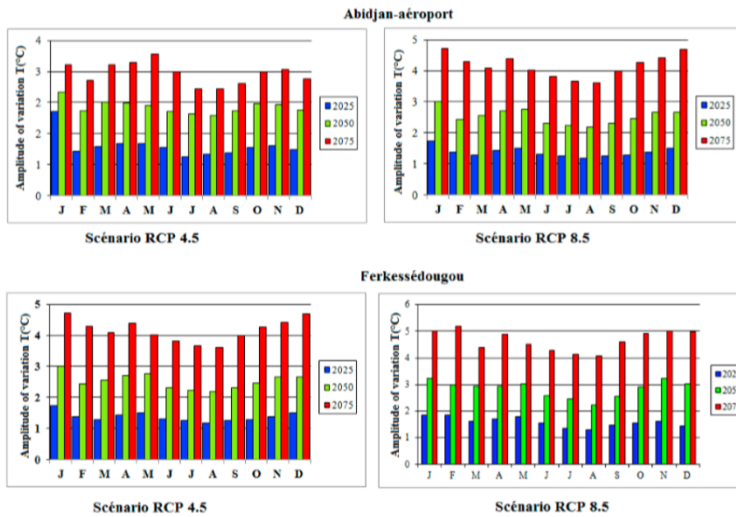 Abidjan-aéroport
Amplitude of variation T(°C)
4
3
2
2
1
0
J F M A M J J A S O N D
2025
2050
2075
Scénario RCP 4.5
Amplitude of variation T(°C)
5
4
3
2
1
0
J F M A M J J A S O N D
2025
2050
2075
Scénario RCP 8.5
Ferkessédougou
Amplitude of variation T(°C)
5
4
3
2
1
0
J F M A M J J A S O N D
2025
2050
2075
Scénario RCP 4.5
Amplitude of variation T(°C)
6
5
4
3
2
1
0
J F M A M J J A S O N D
Scénario RCP 8.5